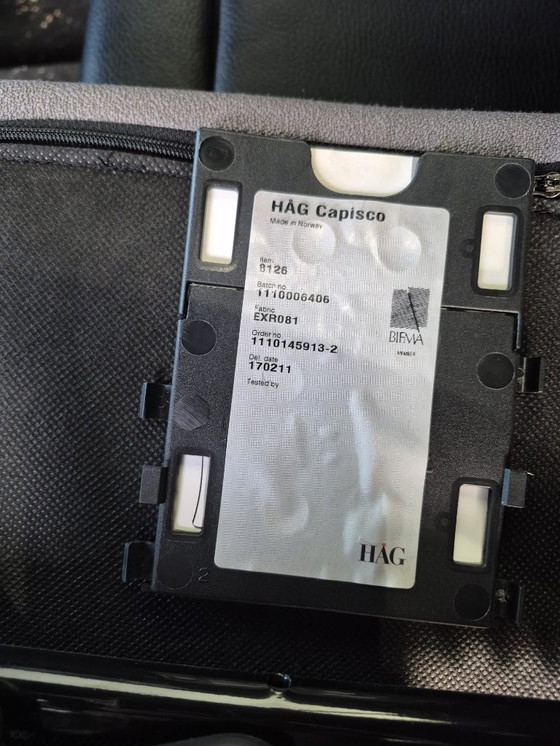 HÅG Capisco
Made in Norway
Item
8126
Batch no
1110006406
Fabric
EXR081
Order no
1110145913-2
Del. date
170211
Tested by
BIFMA
MEMBER
HÅG
2